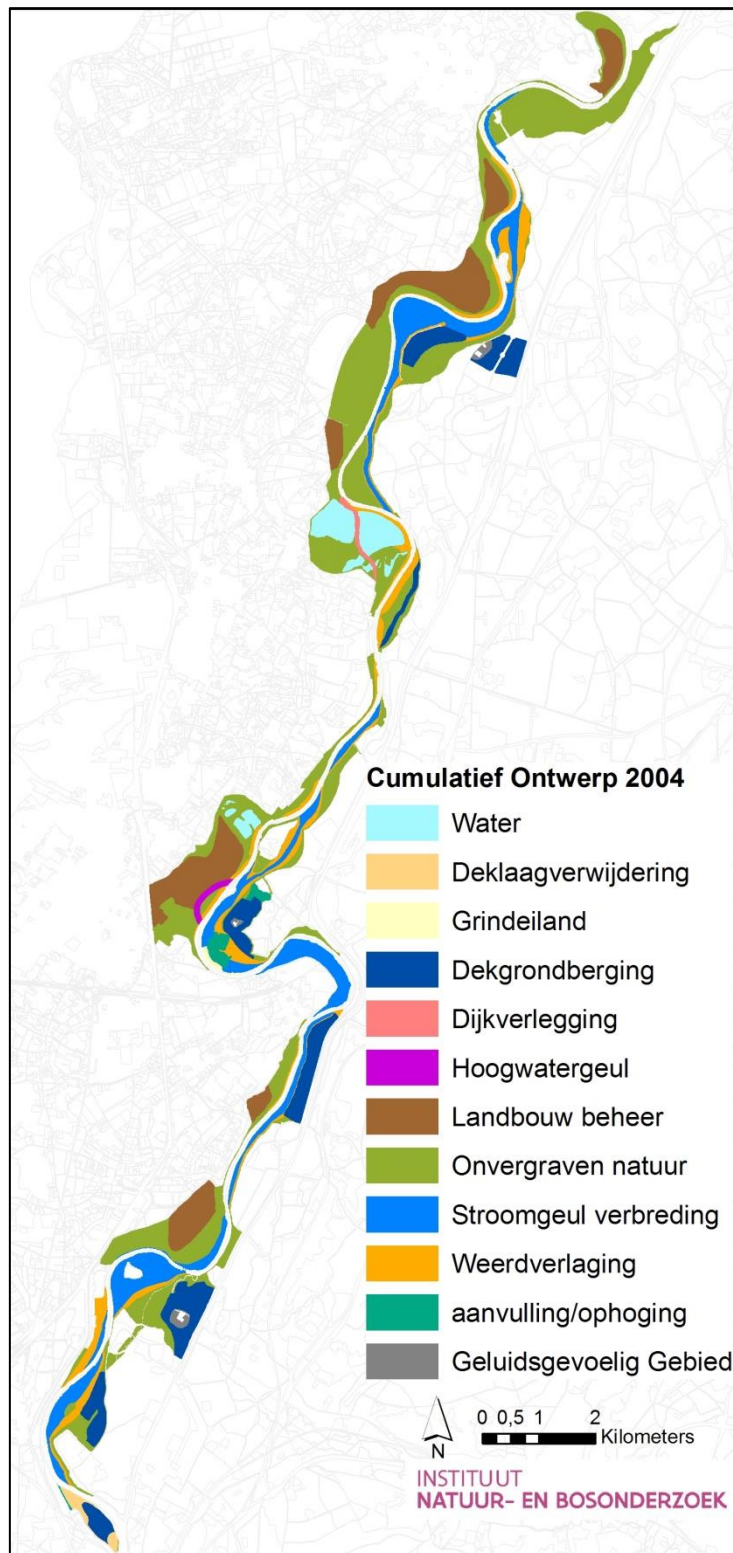 Cumulatief Ontwerp 2004
Water
Deklaagverwijdering
Grindeiland
Dekgrondberging
Dijkverlegging
Hoogwatergeul
Landbouw beheer
Onvergraven natuur
Stroomgeul verbreding
Weerdverlaging
aanvulling/ophoging
Geluidsgevoelig Gebied
N
0 0,5 1 2
Kilometers
INSTITUUT
NATUUR- EN BOSONDERZOEK